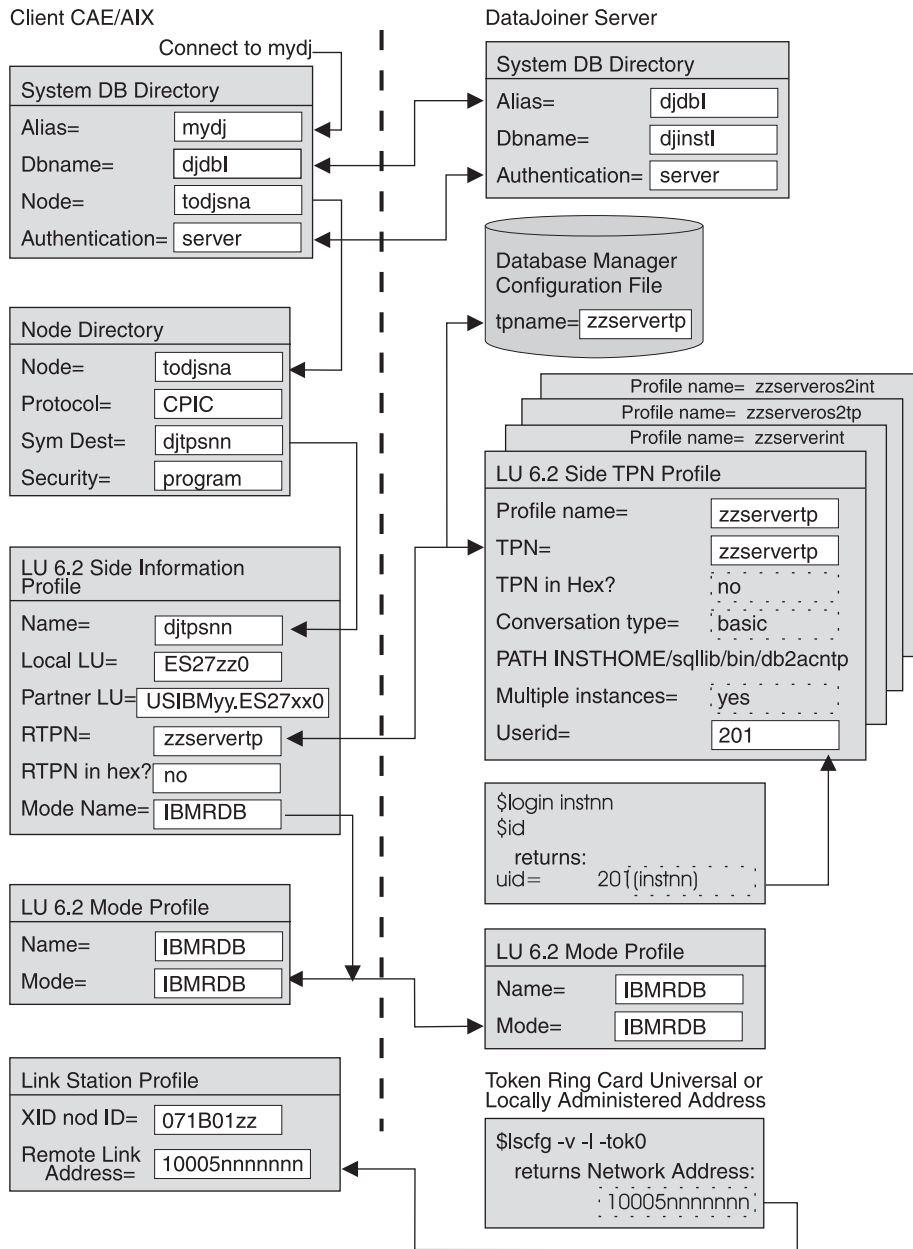 Client CAE/AIX
Connect to mydj
System DB Directory
Alias= mydj
Dbname= djdbl
Node= todjsna
Authentication= server
Node Directory
Node= todjsna
Protocol= CPIC
Sym Dest= djtpsnn
Security= program
LU 6.2 Side Information
Profile
Name= djtpsnn
Local LU= ES27zz0
Partner LU= USIBMyy.ES27xx0
RTPN= zzservertp
RTPN in hex? no
Mode Name= IBMRDB
LU 6.2 Mode Profile
Name= IBMRDB
Mode= IBMRDB
Link Station Profile
XID nod ID= 071B01zz
Remote Link
Address= 10005nnnnnnn
DataJoiner Server
System DB Directory
Alias= djdbl
Dbname= djinstl
Authentication= server
Database Manager
Configuration File
tpname= zzservertp
Profile name= zzserveros2int
Profile name= zzserveros2tp
Profile name= zzserverint
LU 6.2 Side TPN Profile
Profile name= zzservertp
TPN= zzservertp
TPN in Hex? no
Conversation type= basic
PATH INSTHOME/sqllib/bin/db2acntp
Multiple instances= yes
Userid= 201
$login instnn
$id
returns:
uid= 201(instnn)
LU 6.2 Mode Profile
Name= IBMRDB
Mode= IBMRDB
Token Ring Card Universal or
Locally Administered Address
$lscfg -v -l -tok0
returns Network Address:
10005nnnnnnn